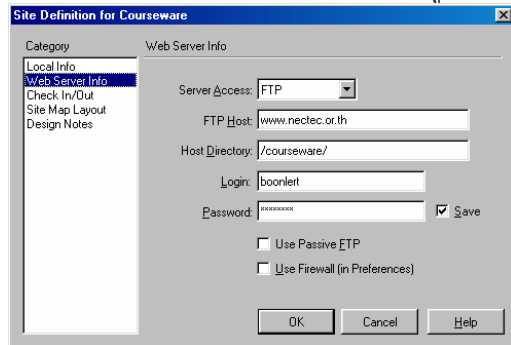 Site Definition for Courseware
Category
Local Info
Web Server Info
Check In/Out
Site Map Layout
Design Notes
Web Server Info
Server Access: FTP
FTP Host: www.nectec.or.th
Host Directory: /courseware/
Login: boonlert
Password: ******** Save
Use Passive FTP
Use Firewall (in Preferences)
OK Cancel Help